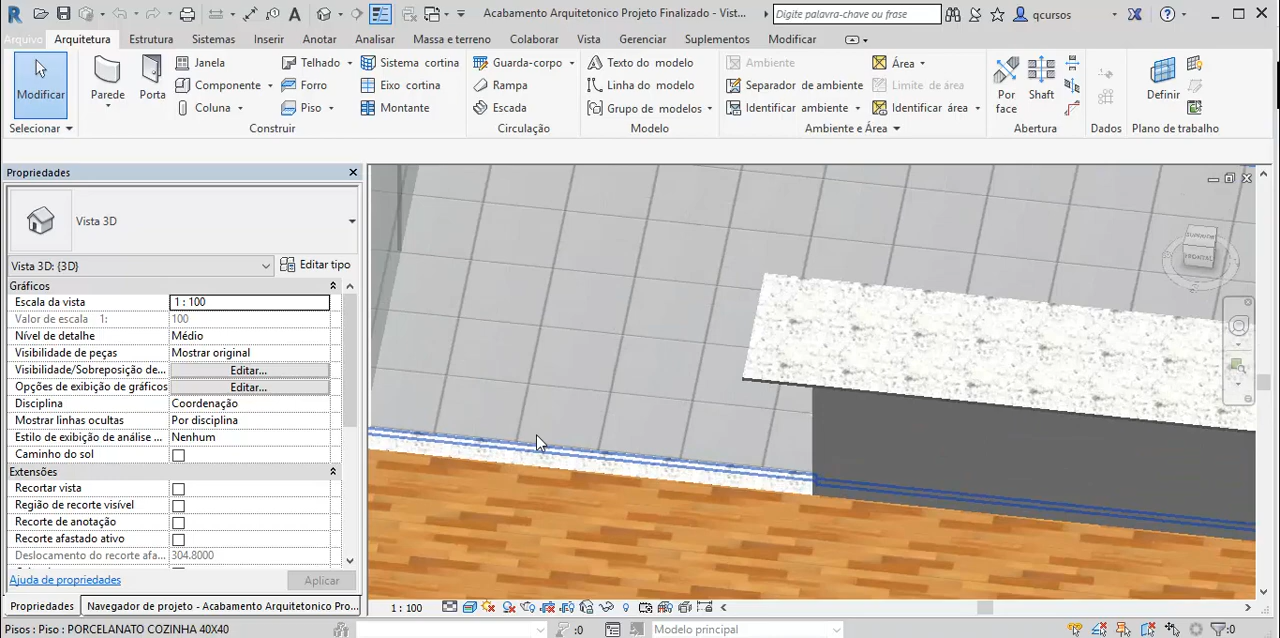 Acabamento Arquitetonico Projeto Finalizado - Vist...
Digite palavra-chave ou frase
qcursos
Arquivo Arquitetura Estrutura Sistemas Inserir Anotar Analisar Massa e terreno Colaborar Vista Gerenciar Suplementos Modificar
Modificar
Selecionar
Parede
Porta
Janela
Componente
Coluna
Telhado
Forro
Piso
Sistema cortina
Eixo cortina
Montante
Construir
Guarda-corpo
Rampa
Escada
Circulação
Texto do modelo
Linha do modelo
Grupo de modelos
Modelo
Ambiente
Separador de ambiente
Identificar ambiente
Área
Limite de área
Identificar área
Ambiente e Área
Por face
Shaft
Abertura
Dados
Definir
Plano de trabalho
Propriedades
Vista 3D
Vista 3D: {3D}
Editar tipo
Gráficos
Escala da vista 1 : 100
Valor de escala 1: 100
Nível de detalhe Médio
Visibilidade de peças Mostrar original
Visibilidade/Sobreposição de... Editar...
Opções de exibição de gráficos Editar...
Disciplina Coordenação
Mostrar linhas ocultas Por disciplina
Estilo de exibição de análise ... Nenhum
Caminho do sol
Extensões
Recortar vista
Região de recorte visível
Recorte de anotação
Recorte afastado ativo
Deslocamento do recorte afa... 304.8000
Ajuda de propriedades
Aplicar
Propriedades
Navegador de projeto - Acabamento Arquitetonico Pro...
SUPERIOR
FRONTAL
1 : 100
Pisos : Piso : PORCELANATO COZINHA 40X40
:0
Modelo principal
:0